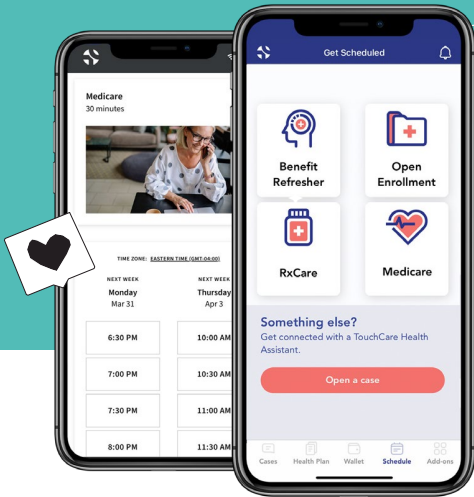 Medicare
30 minutes
TIME ZONE: EASTERN TIME (GMT-04:00)
NEXT WEEK
Monday
Mar 31
6:30 PM
7:00 PM
7:30 PM
8:00 PM
NEXT WEEK
Thursday
Apr 3
10:00 AM
10:30 AM
11:00 AM
11:30 AM
Get Scheduled
Benefit
Refresher
Open
Enrollment
RxCare
Medicare
Something else?
Get connected with a TouchCare Health
Assistant.
Open a case
Cases
Health Plan
Wallet
Schedule
Add-ons